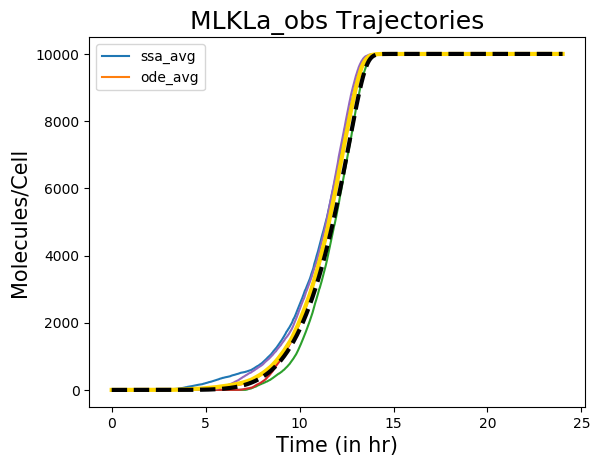 MLKLa_obs Trajectories
ssa_avg
ode_avg
Molecules/Cell
10000
8000
6000
4000
2000
0
0 5 10 15 20 25
Time (in hr)